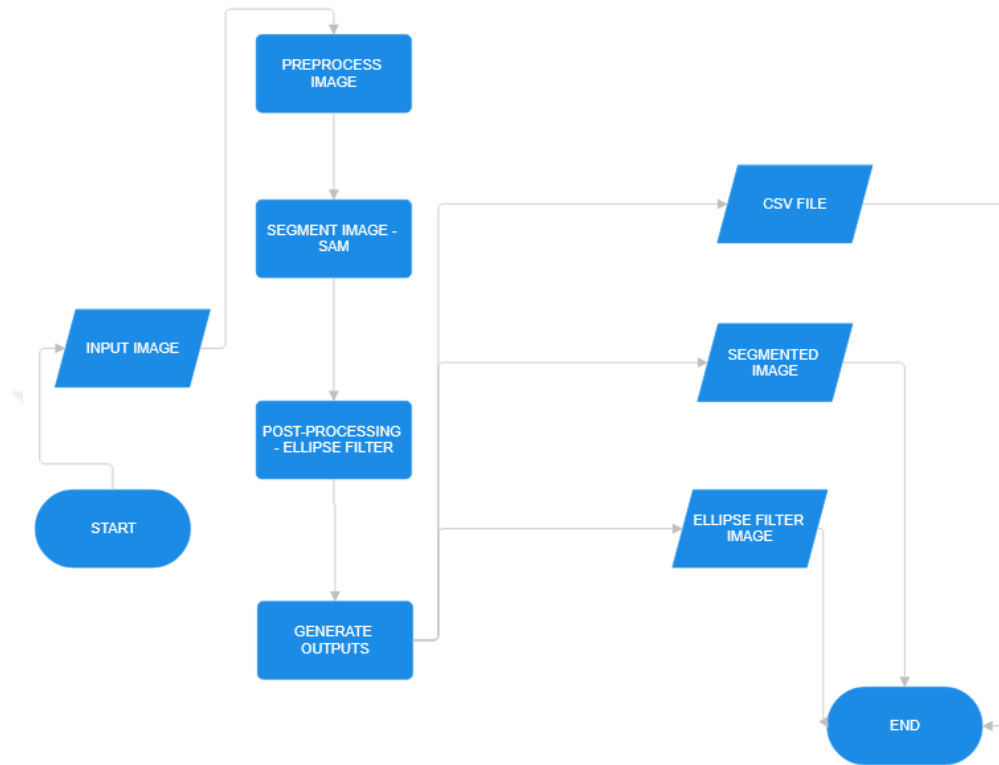 PREPROCESS
IMAGE
SEGMENT IMAGE -
SAM
CSV FILE
INPUT IMAGE
SEGMENTED
IMAGE
POST-PROCESSING
- ELLIPSE FILTER
START
ELLIPSE FILTER
IMAGE
GENERATE
OUTPUTS
END